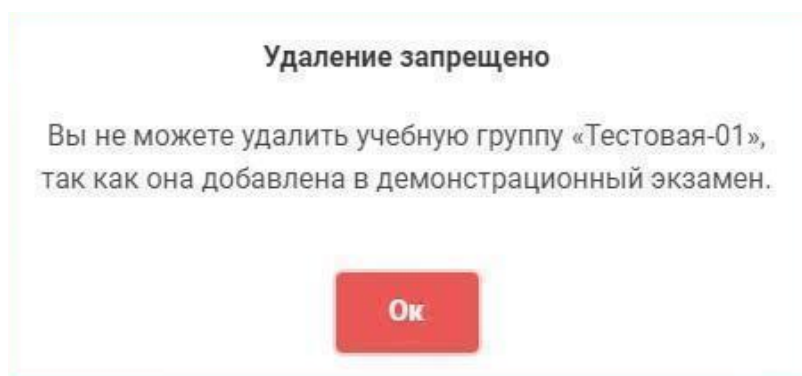 Удаление запрещено
Вы не можете удалить учебную группу «Тестовая-01»,
так как она добавлена в демонстрационный экзамен.
Ок